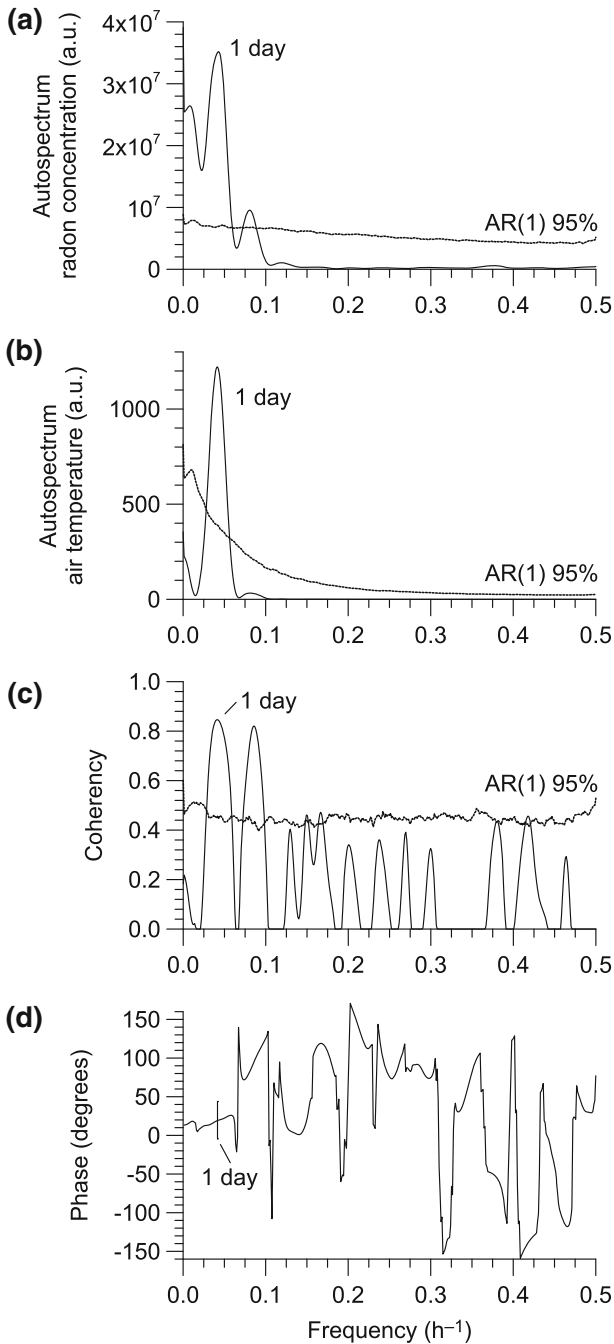 (a)
Autospectrum
radon concentration (a.u.)
4x10⁷
3x10⁷
2x10⁷
10⁷
0
1 day
AR(1) 95%
0.0 0.1 0.2 0.3 0.4 0.5
(b)
Autospectrum
air temperature (a.u.)
1000
500
0
1 day
AR(1) 95%
0.0 0.1 0.2 0.3 0.4 0.5
(c)
Coherency
1.0
0.8
0.6
0.4
0.2
0.0
1 day
AR(1) 95%
0.0 0.1 0.2 0.3 0.4 0.5
(d)
Phase (degrees)
150
100
50
0
-50
-100
-150
1 day
0.0 0.1 0.2 0.3 0.4 0.5
Frequency (h⁻¹)